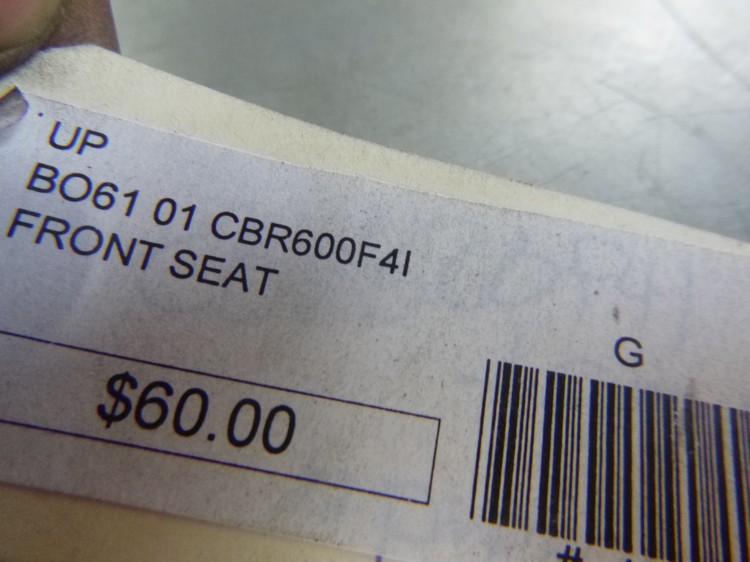 UP
BO61 01 CBR600F4I
FRONT SEAT
$60.00
G
#